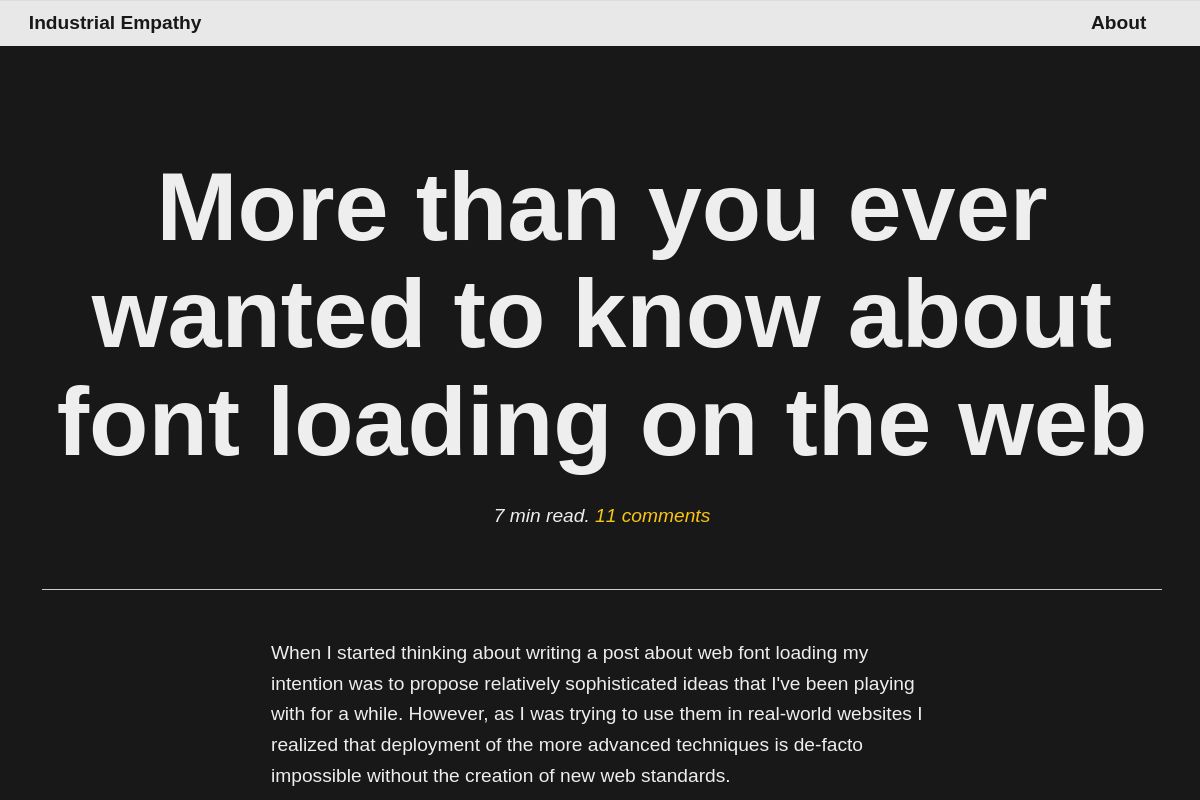 Industrial Empathy
About
More than you ever
wanted to know about
font loading on the web
7 min read. 11 comments
When I started thinking about writing a post about web font loading my
intention was to propose relatively sophisticated ideas that I've been playing
with for a while. However, as I was trying to use them in real-world websites I
realized that deployment of the more advanced techniques is de-facto
impossible without the creation of new web standards.